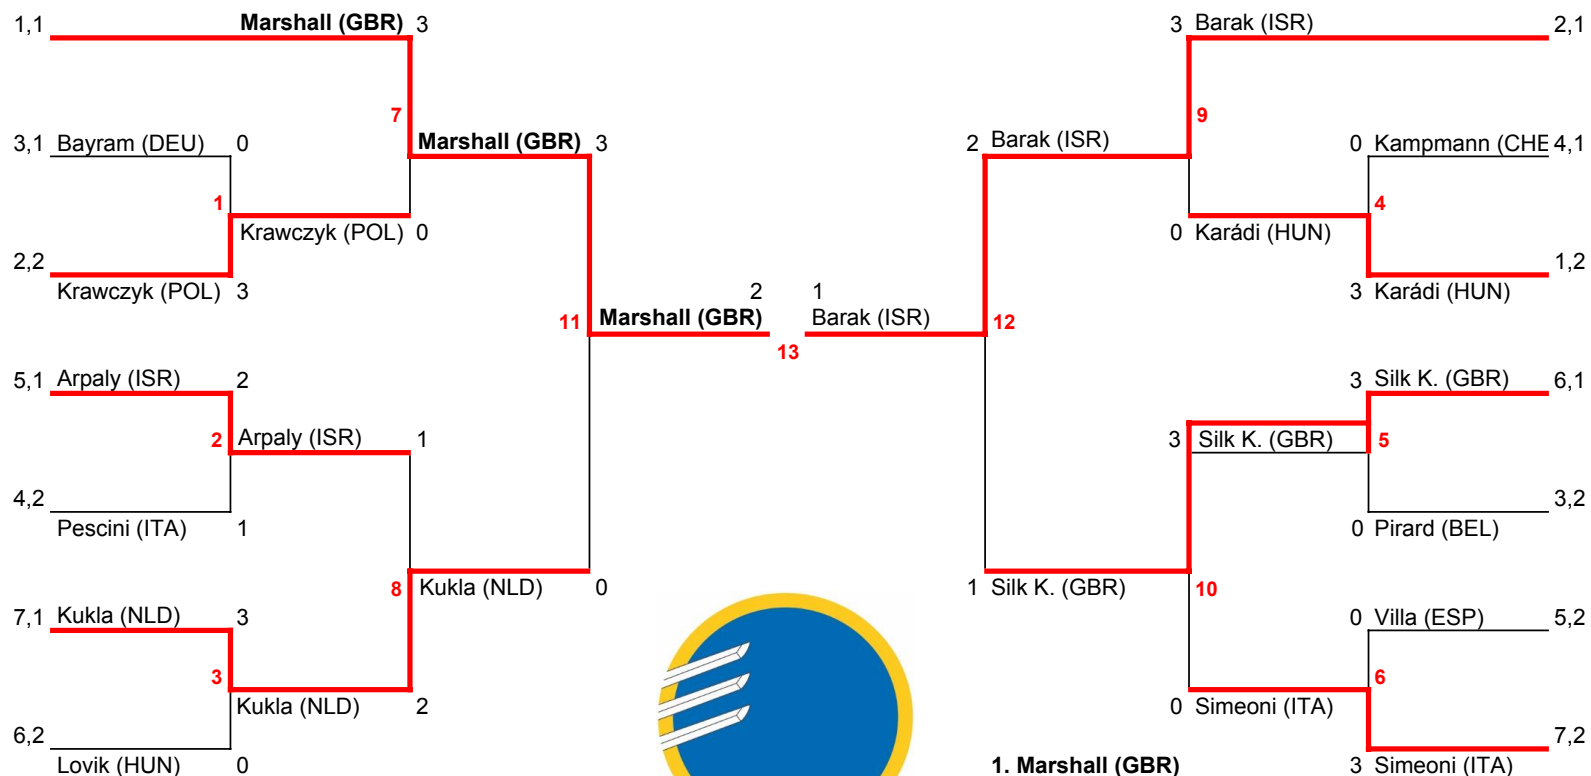 1,1 Marshall (GBR) 3 3 Barak (ISR) 2,1
7 9
3,1 Bayram (DEU) 0 Marshall (GBR) 3 2 Barak (ISR) 0 Kampmann (CHE 4,1
1 4
Krawczyk (POL) 0 0 Karádi (HUN)
2,2 1,2
Krawczyk (POL) 3 2 1 3 Karádi (HUN)
11 Marshall (GBR) Barak (ISR) 12
13
5,1 Arpaly (ISR) 2 3 Silk K. (GBR) 6,1
2 Arpaly (ISR) 1 3 Silk K. (GBR) 5
4,2 3,2
Pescini (ITA) 1 0 Pirard (BEL)
8 Kukla (NLD) 0 1 Silk K. (GBR) 10
7,1 Kukla (NLD) 3 0 Villa (ESP) 5,2
3 6
Kukla (NLD) 2 0 Simeoni (ITA)
6,2 7,2
Lovik (HUN) 0 1. Marshall (GBR) 3 Simeoni (ITA)